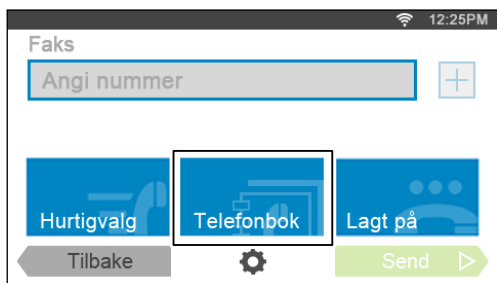 12:25PM
Faks
Angi nummer
Hurtigvalg
Telefonbok
Lagt på
Tilbake
Send